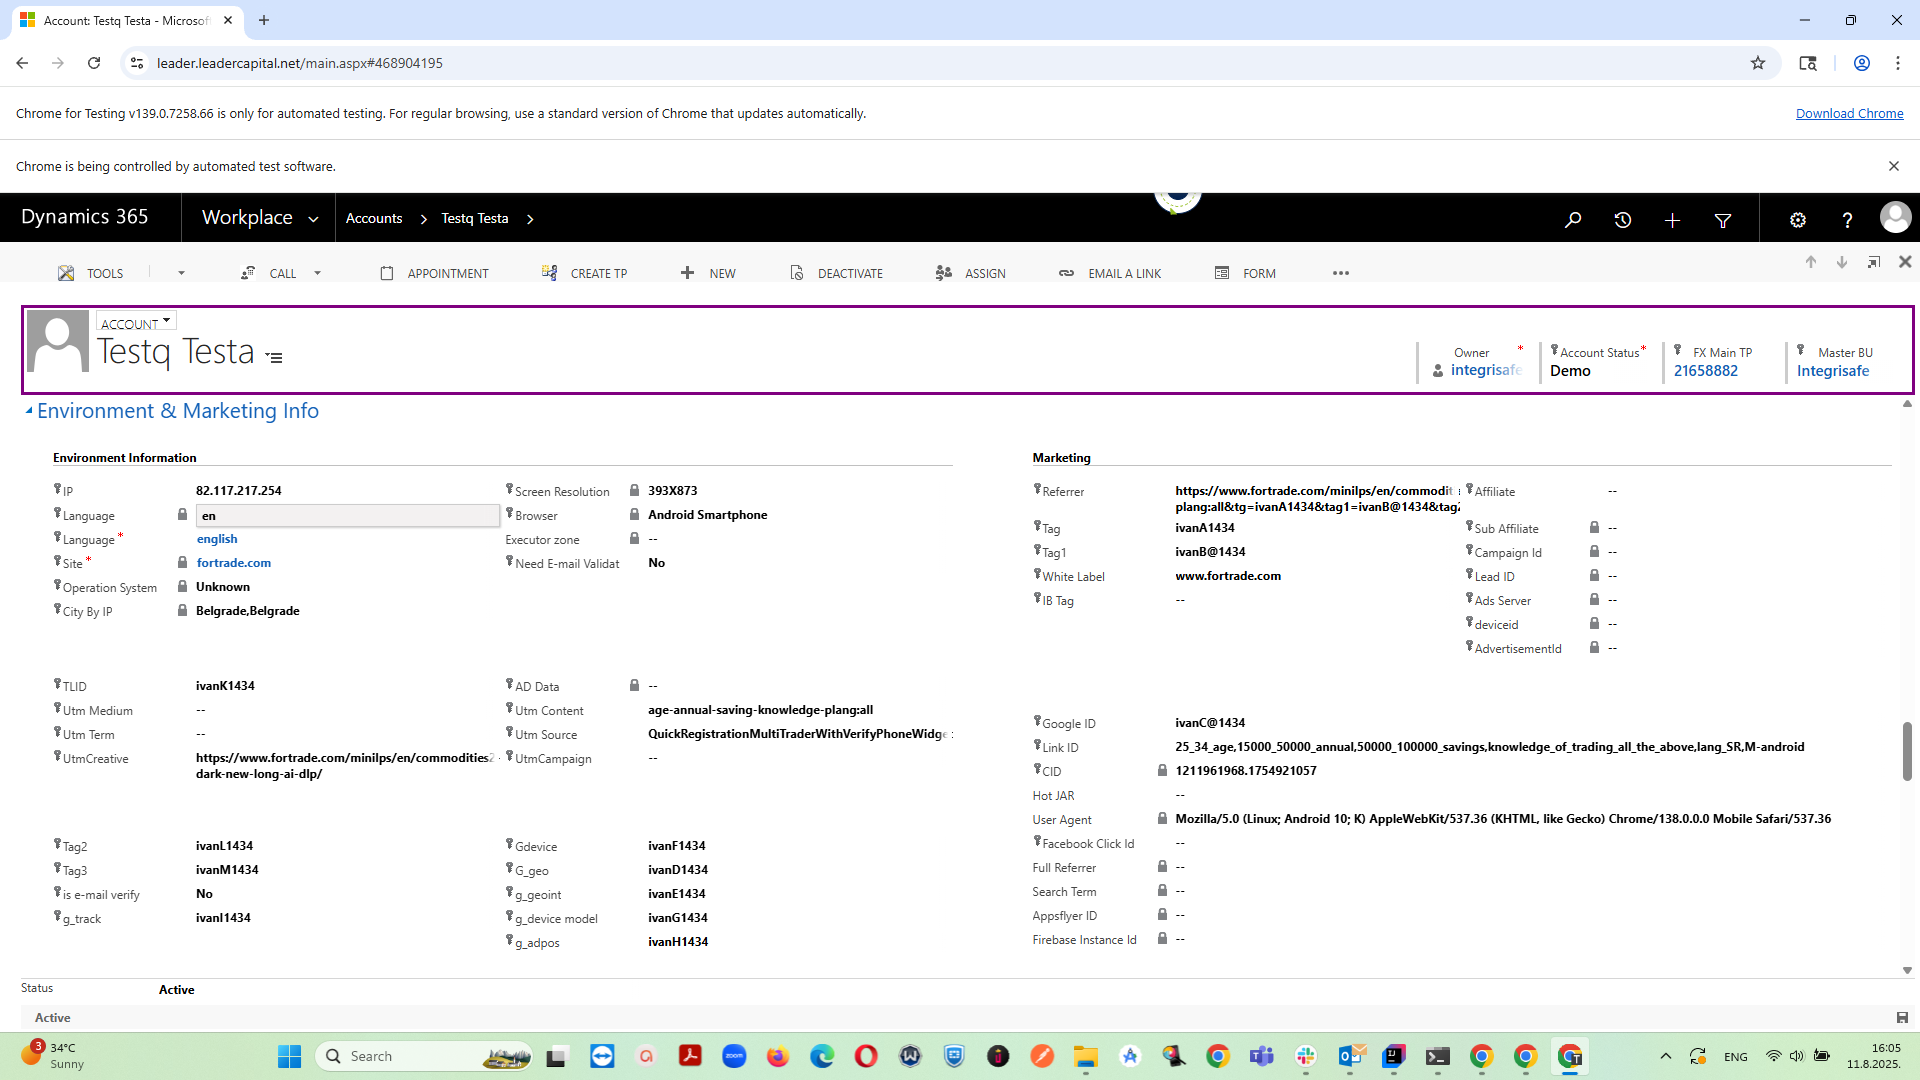 Account: Testq Testa - Microsof
leader.leadercapital.net/main.aspx#468904195
Chrome for Testing v139.0.7258.66 is only for automated testing. For regular browsing, use a standard version of Chrome that updates automatically.
Download Chrome
Chrome is being controlled by automated test software.
Dynamics 365
Workplace
Accounts
Testq Testa
?
TOOLS
CALL
APPOINTMENT
CREATE TP
NEW
DEACTIVATE
ASSIGN
EMAIL A LINK
FORM
ACCOUNT
Testq Testa
Owner *
integrisafe
Account Status *
Demo
FX Main TP
21658882
Master BU
Integrisafe
Environment & Marketing Info
Environment Information
IP 82.117.217.254
Language en
Language * english
Site * fortrade.com
Operation System Unknown
City By IP Belgrade,Belgrade
Screen Resolution 393X873
Browser Android Smartphone
Executor zone --
Need E-mail Validat No
TLID ivanK1434
Utm Medium --
Utm Term --
UtmCreative https://www.fortrade.com/minilps/en/commodities2-
dark-new-long-ai-dlp/
AD Data --
Utm Content age-annual-saving-knowledge-plang:all
Utm Source QuickRegistrationMultiTraderWithVerifyPhoneWidge
UtmCampaign --
Tag2 ivanL1434
Tag3 ivanM1434
is e-mail verify No
g_track ivanI1434
Gdevice ivanF1434
G_geo ivanD1434
g_geoint ivanE1434
g_device model ivanG1434
g_adpos ivanH1434
Marketing
Referrer https://www.fortrade.com/minilps/en/commodit
plang:all&tg=ivanA1434&tag1=ivanB@1434&tag2
Tag ivanA1434
Tag1 ivanB@1434
White Label www.fortrade.com
IB Tag --
Affiliate --
Sub Affiliate --
Campaign Id --
Lead ID --
Ads Server --
deviceid --
AdvertisementId --
Google ID ivanC@1434
Link ID 25_34_age,15000_50000_annual,50000_100000_savings,knowledge_of_trading_all_the_above,lang_SR,M-android
CID 1211961968.1754921057
Hot JAR --
User Agent Mozilla/5.0 (Linux; Android 10; K) AppleWebKit/537.36 (KHTML, like Gecko) Chrome/138.0.0.0 Mobile Safari/537.36
Facebook Click Id --
Full Referrer --
Search Term --
Appsflyer ID --
Firebase Instance Id --
Status Active
Active
3
34°C
Sunny
Search
zoom
ENG
16:05
11.8.2025.